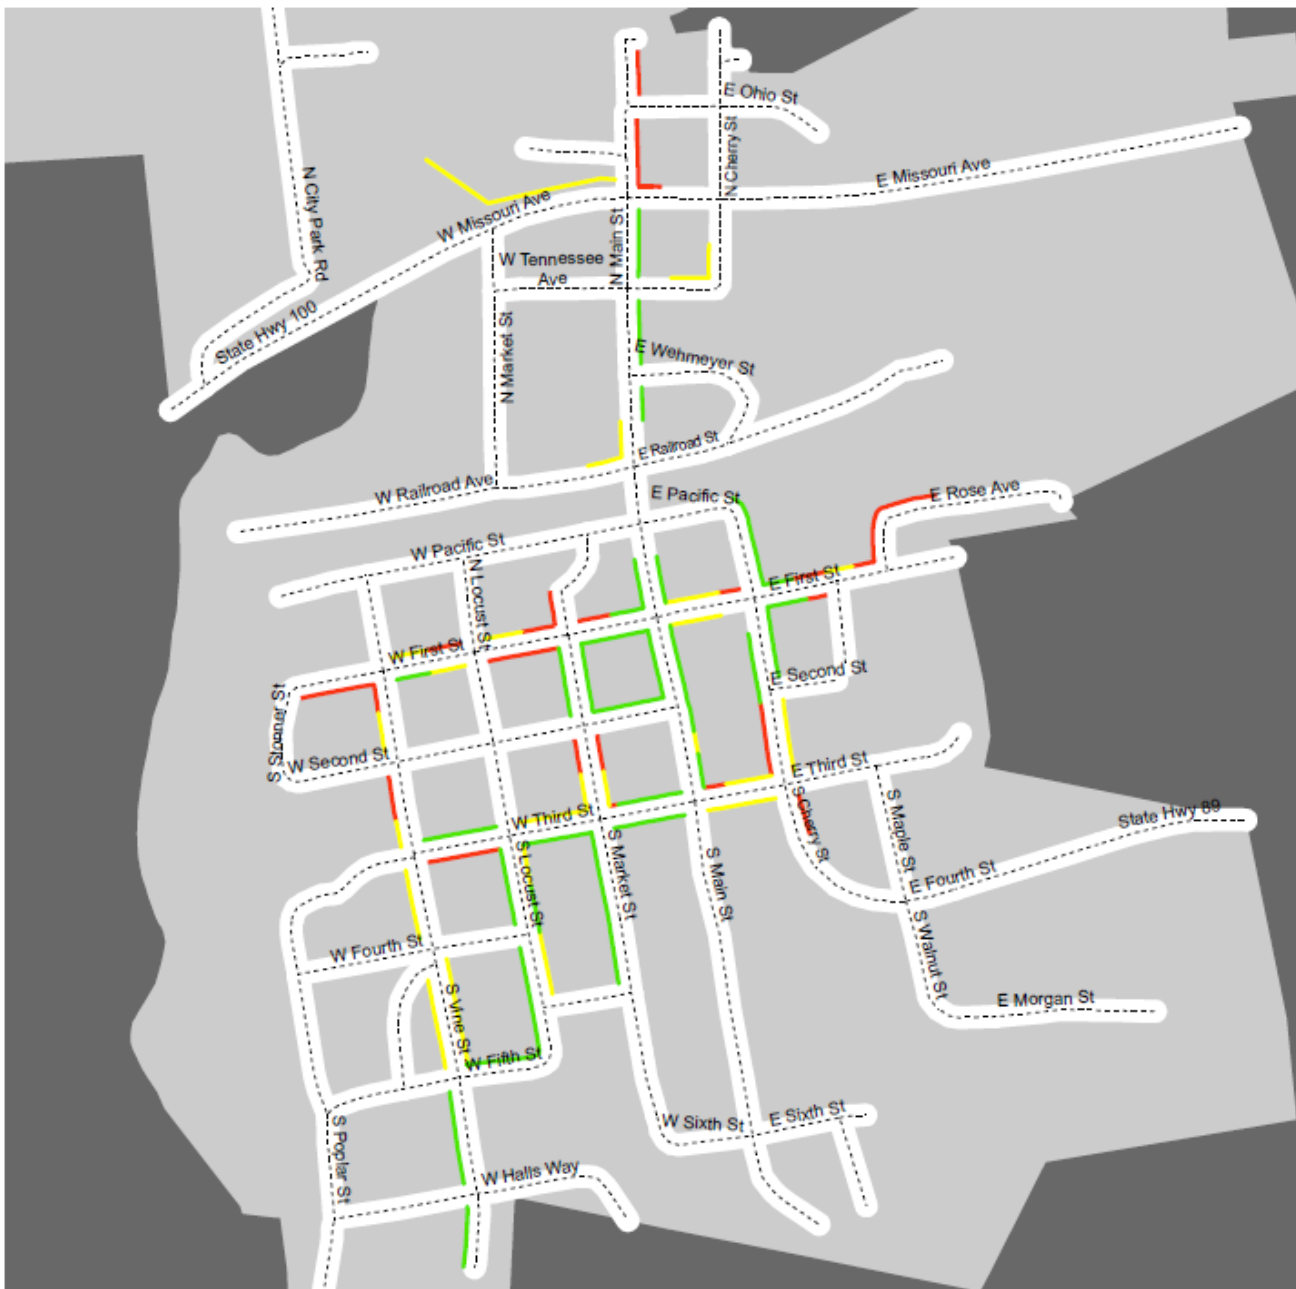 E Ohio St
N Cherry St
E Missouri Ave
N City Park Rd
W Missouri Ave
N Main St
W Tennessee
Ave
State Hwy 100
N Market St
E Wehmeyer St
E Railroad St
W Railroad Ave
E Pacific St
E Rose Ave
W Pacific St
N Locust St
E First St
W First St
E Second St
S Stonner St
W Second St
E Third St
S Cherry St
S Maple St
State Hwy 89
W Third St
S Locust St
S Market St
S Main St
E Fourth St
S Walnut St
W Fourth St
S Vine St
E Morgan St
W Fifth St
W Sixth St
E Sixth St
S Poplar St
W Halls Way